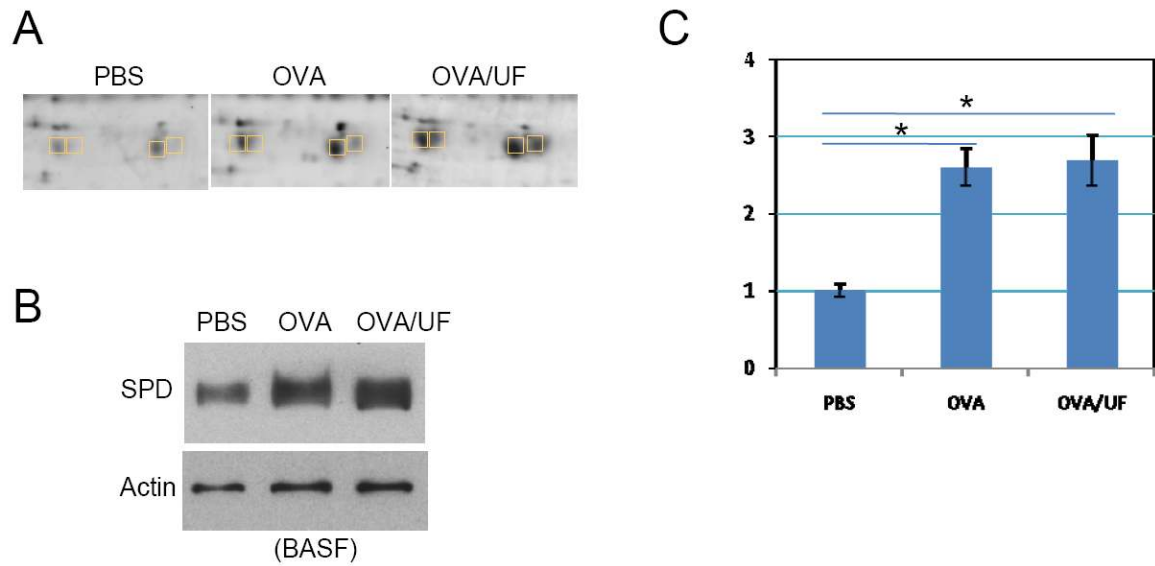 A
PBS OVA OVA/UF
B
PBS OVA OVA/UF
SPD
Actin
(BASF)
C
4
3
2
1
0
*
*
PBS OVA OVA/UF